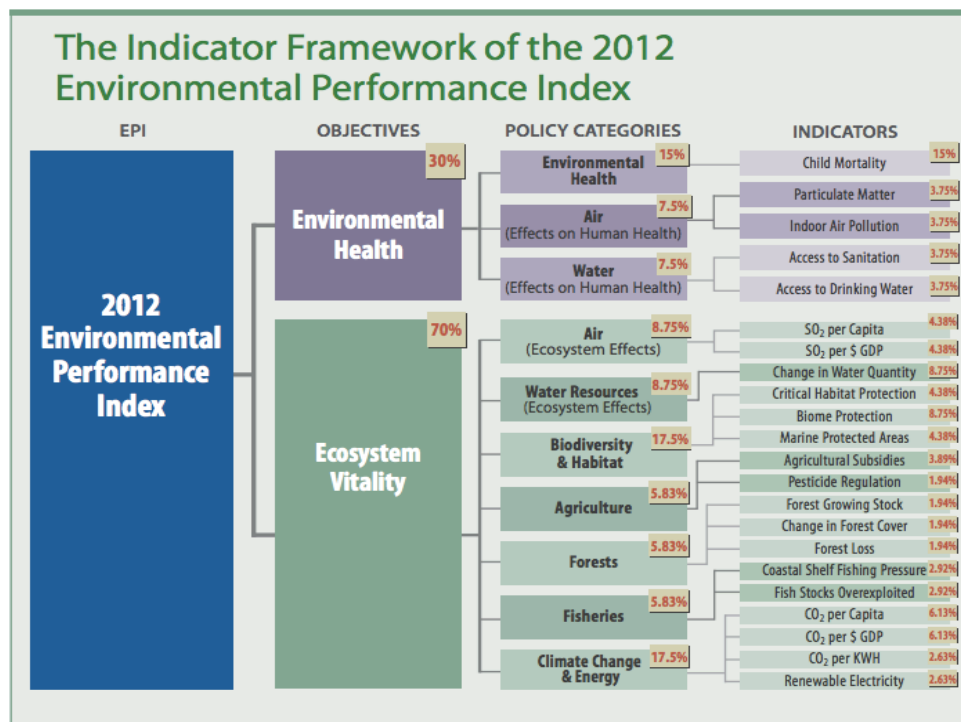 The Indicator Framework of the 2012
Environmental Performance Index
EPI
OBJECTIVES
POLICY CATEGORIES
INDICATORS
2012
Environmental
Performance
Index
30%
Environmental
Health
70%
Ecosystem
Vitality
Environmental
Health
15%
Air
(Effects on Human Health)
7.5%
Water
(Effects on Human Health)
7.5%
Air
(Ecosystem Effects)
8.75%
Water Resources
(Ecosystem Effects)
8.75%
Biodiversity
& Habitat
17.5%
Agriculture
5.83%
Forests
5.83%
Fisheries
5.83%
Climate Change
& Energy
17.5%
Child Mortality 15%
Particulate Matter 3.75%
Indoor Air Pollution 3.75%
Access to Sanitation 3.75%
Access to Drinking Water 3.75%
SO₂ per Capita 4.38%
SO₂ per $ GDP 4.38%
Change in Water Quantity 8.75%
Critical Habitat Protection 4.38%
Biome Protection 8.75%
Marine Protected Areas 4.38%
Agricultural Subsidies 3.89%
Pesticide Regulation 1.94%
Forest Growing Stock 1.94%
Change in Forest Cover 1.94%
Forest Loss 1.94%
Coastal Shelf Fishing Pressure 2.92%
Fish Stocks Overexploited 2.92%
CO₂ per Capita 6.13%
CO₂ per $ GDP 6.13%
CO₂ per KWH 2.63%
Renewable Electricity 2.63%